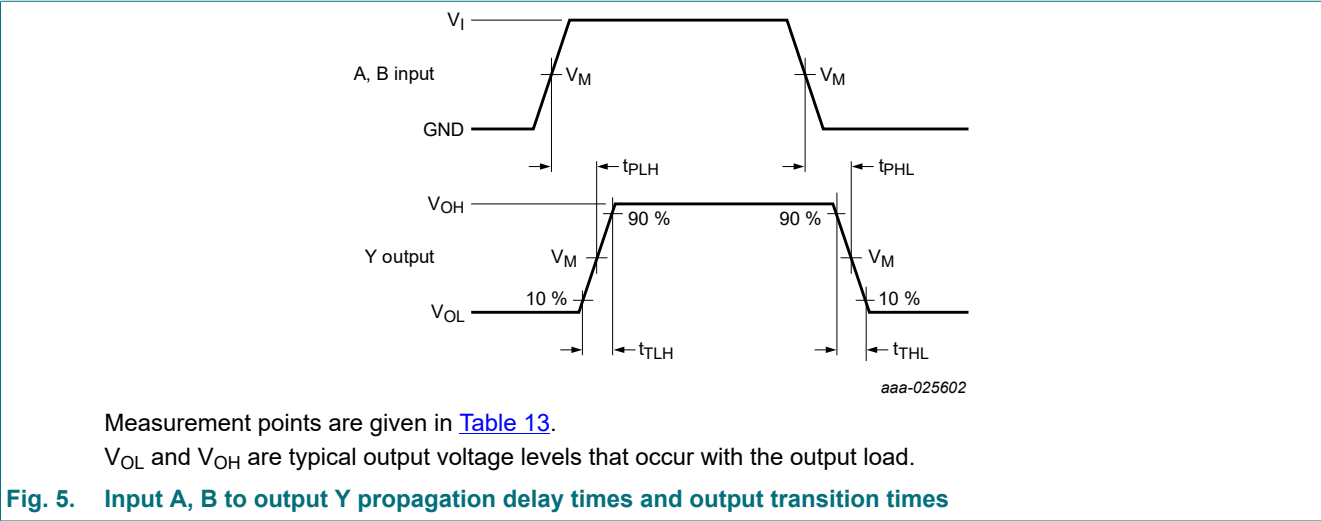 VI
A, B input VM VM
GND
tPLH tPHL
VOH 90 % 90 %
Y output VM VM
10 % 10 %
VOL
tTLH tTHL
aaa-025602
Measurement points are given in Table 13.
VOL and VOH are typical output voltage levels that occur with the output load.
Fig. 5. Input A, B to output Y propagation delay times and output transition times